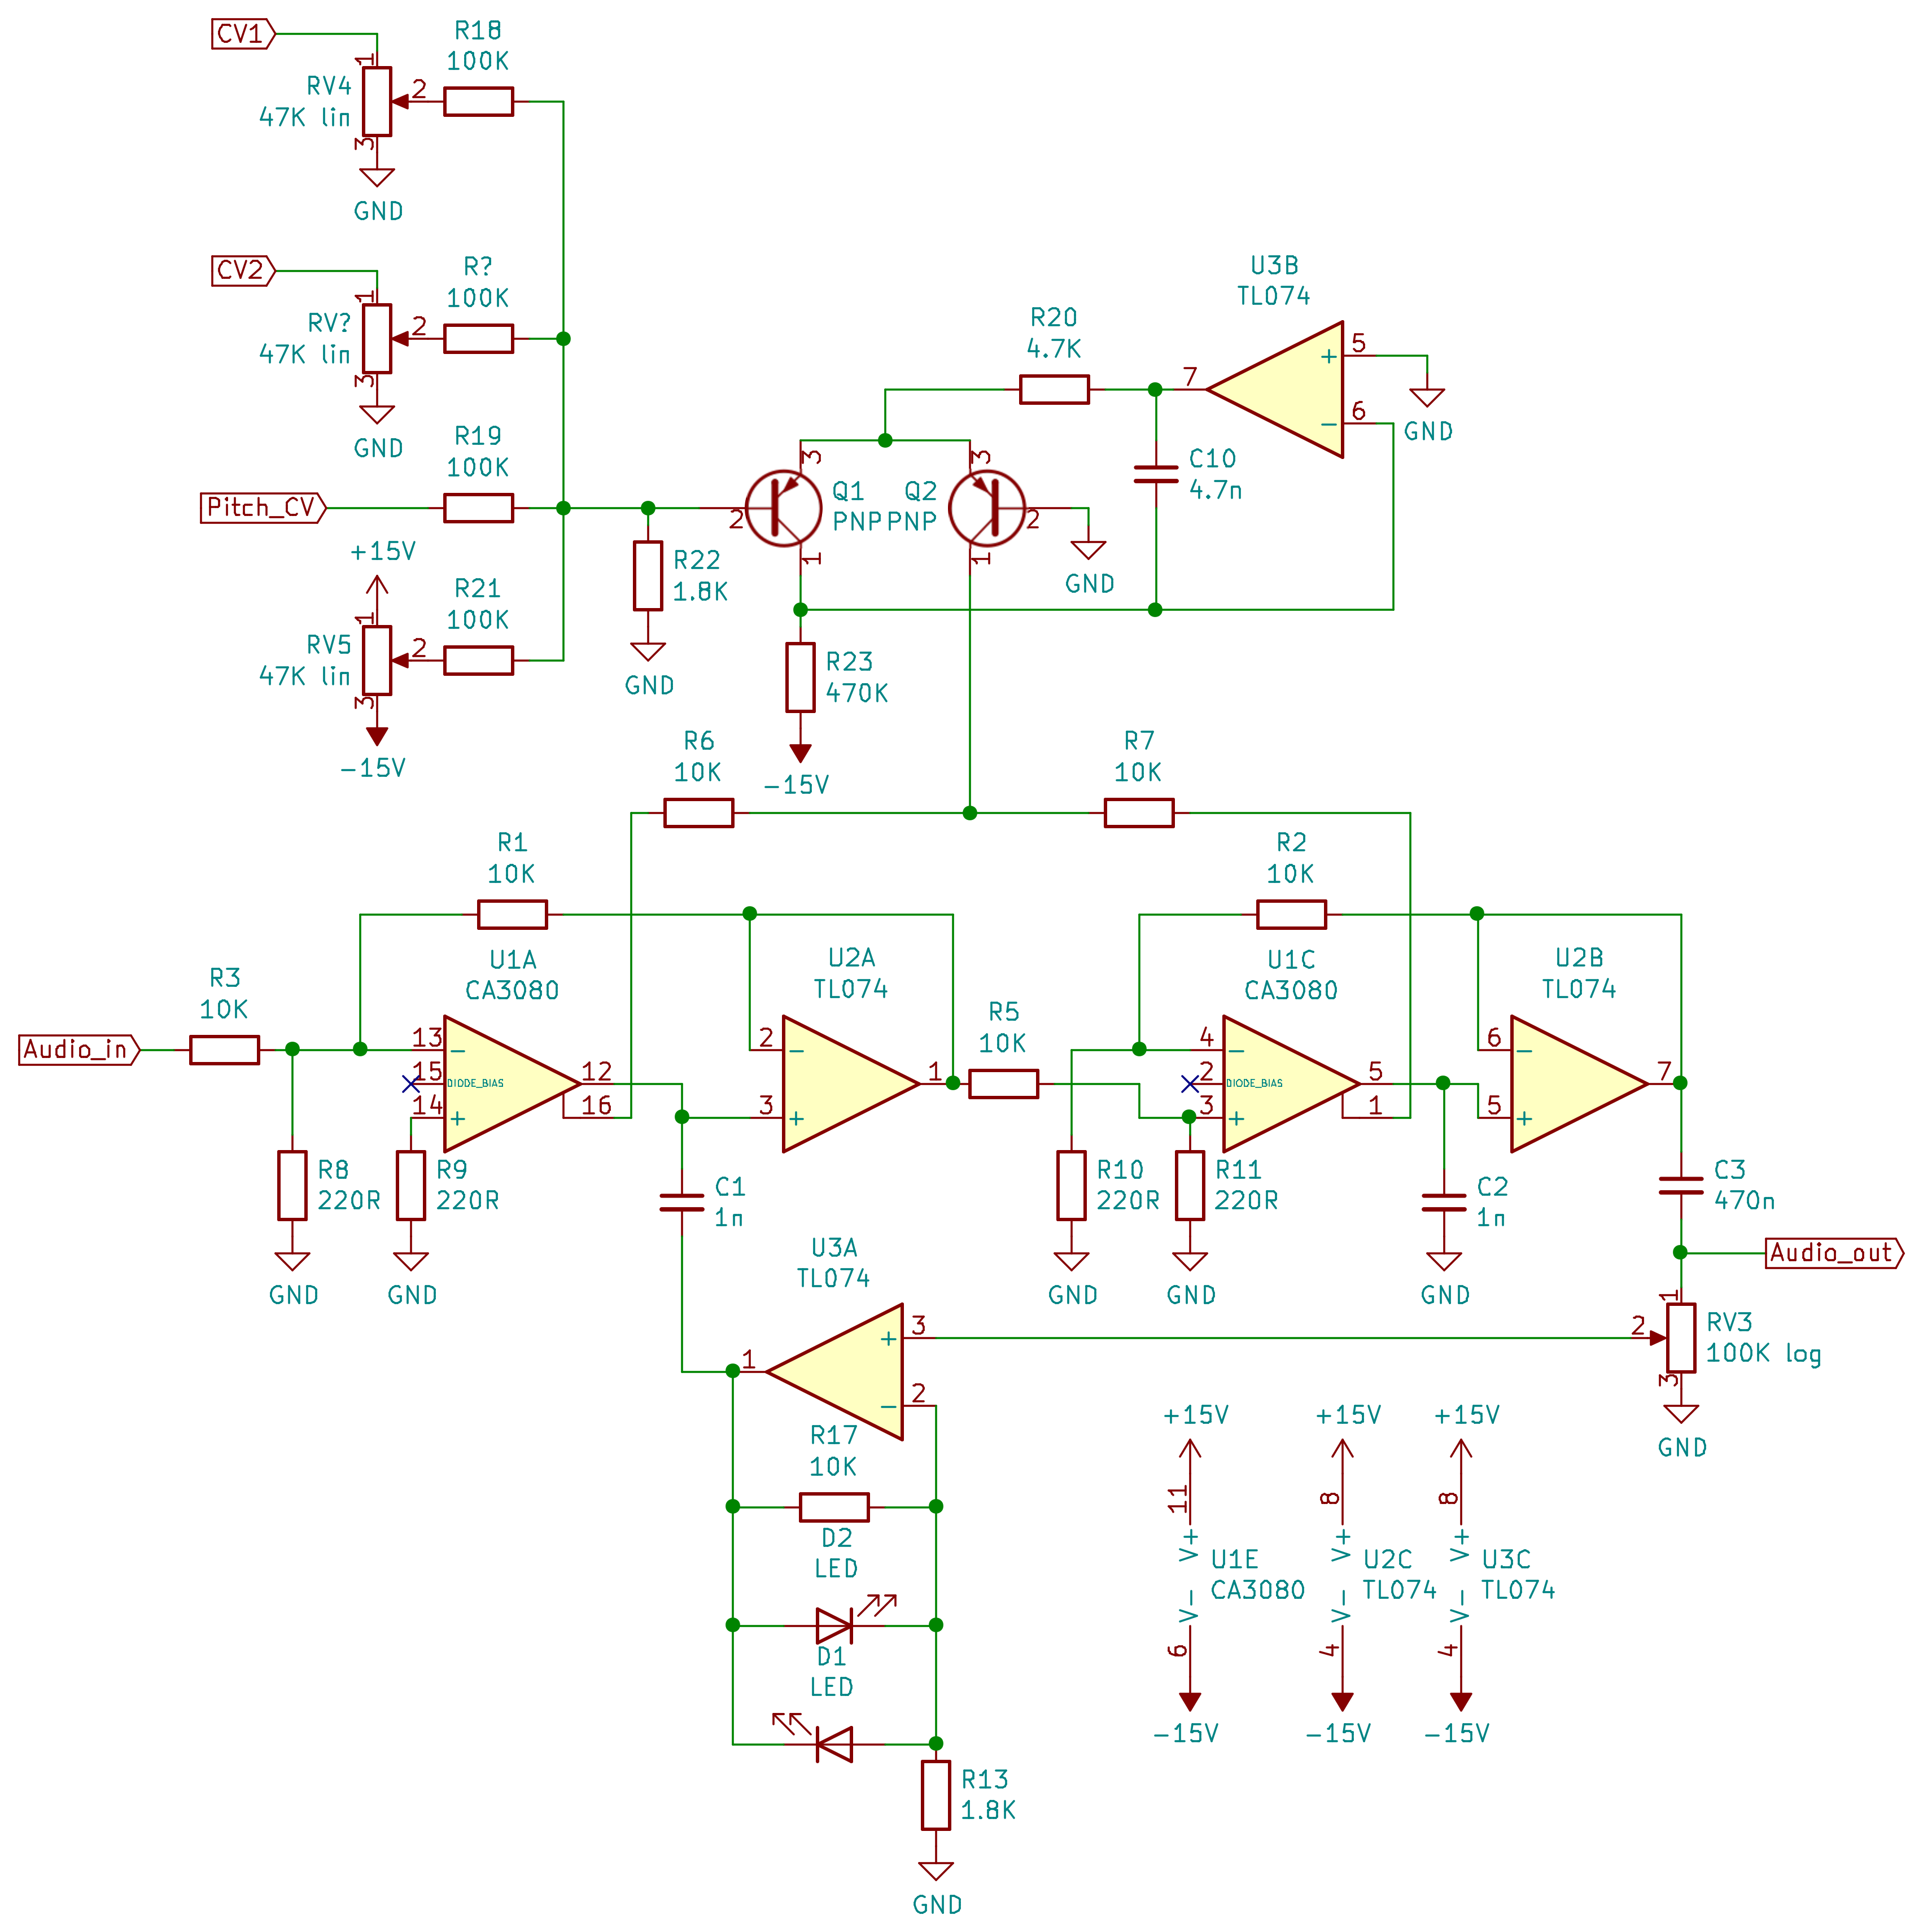 CV1
R18
100K
1
RV4
47K lin
2
3
GND
CV2
R?
100K
1
RV?
47K lin
2
3
GND
U3B
TL074
R20
4.7K
7
+
5
−
6
GND
R19
100K
Pitch_CV
3
3
Q1
PNP
Q2
PNP
2
2
1
1
C10
4.7n
GND
+15V
R21
100K
1
RV5
47K lin
2
3
-15V
R22
1.8K
GND
R23
470K
-15V
R6
10K
R7
10K
R1
10K
R2
10K
U1A
CA3080
U2A
TL074
U1C
CA3080
U2B
TL074
R3
10K
R5
10K
Audio_in
13
−
15
DIODE_BIAS
14
+
12
16
2
−
3
+
1
4
−
2
DIODE_BIAS
3
+
5
1
6
−
5
+
7
R8
220R
R9
220R
C1
1n
R10
220R
R11
220R
C2
1n
C3
470n
GND
GND
GND
GND
GND
Audio_out
U3A
TL074
1
+
3
−
2
1
2
RV3
100K log
3
GND
R17
10K
D2
LED
D1
LED
R13
1.8K
GND
+15V
+15V
+15V
11
8
8
V+
V+
V+
U1E
CA3080
U2C
TL074
U3C
TL074
V-
V-
V-
6
4
4
-15V
-15V
-15V